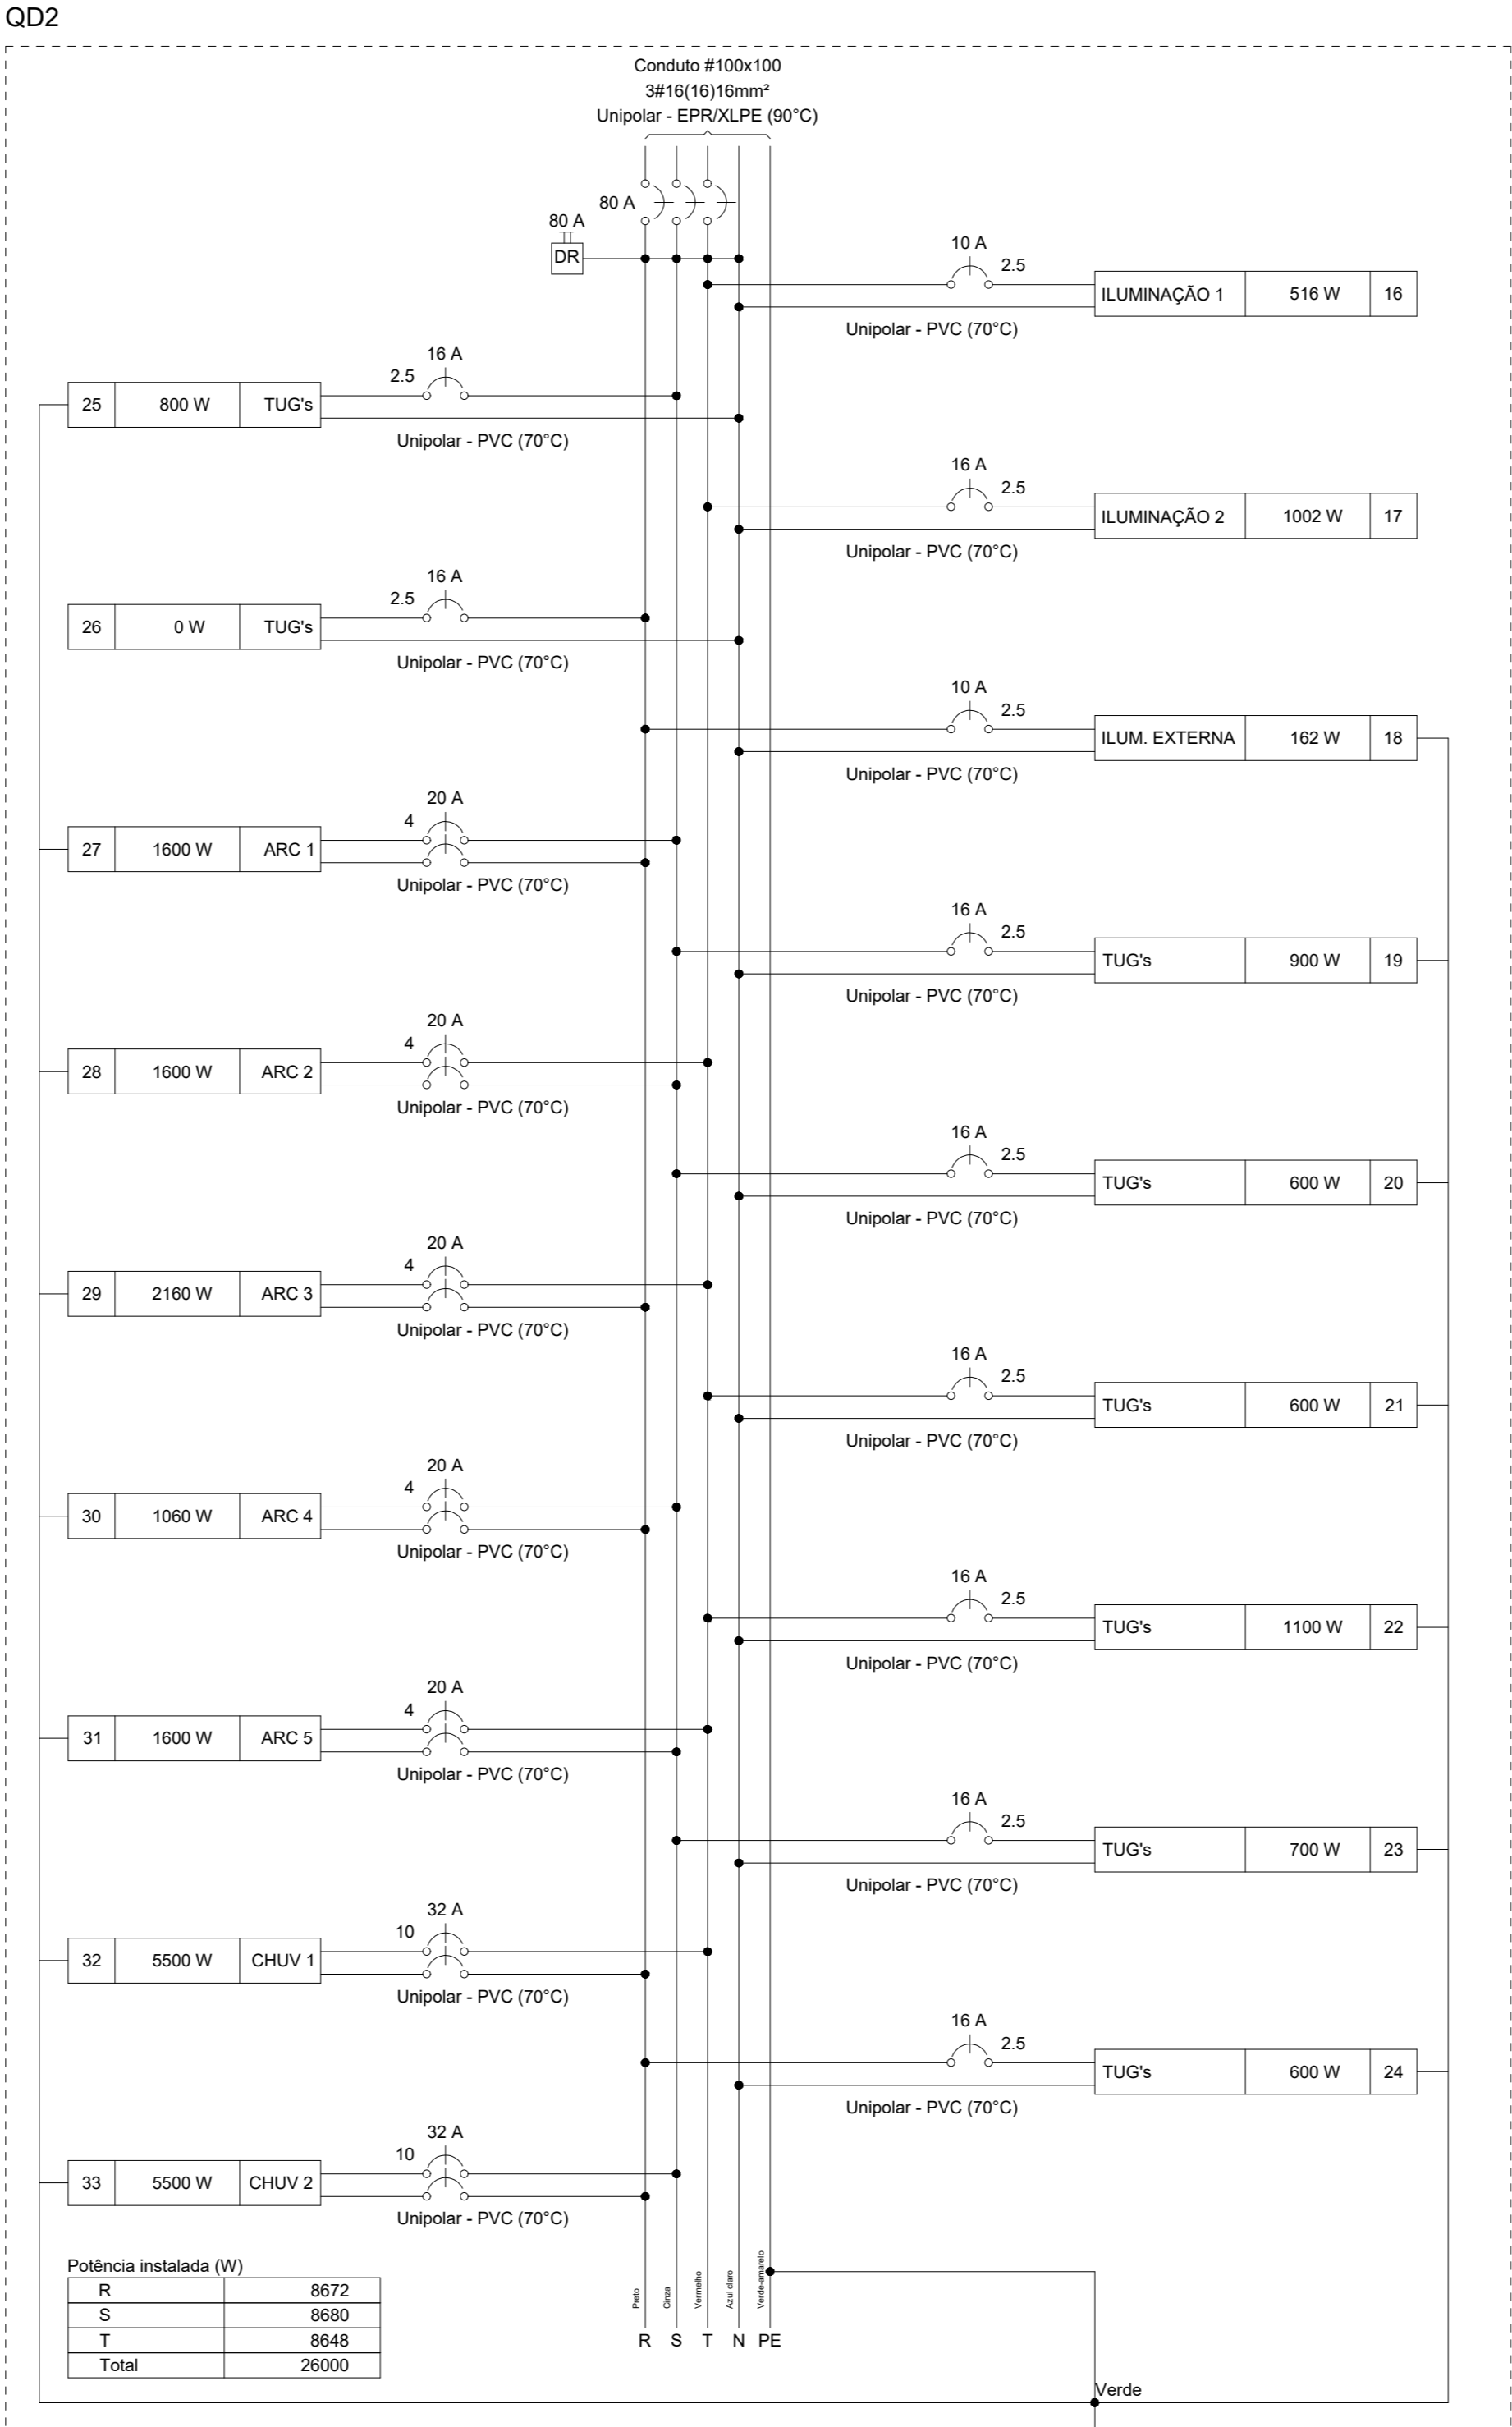 QD2
Conduto #100x100
3#16(16)16mm²
Unipolar - EPR/XLPE (90°C)
80 A
80 A
DR
10 A
2.5
ILUMINAÇÃO 1 516 W 16
Unipolar - PVC (70°C)
16 A
2.5
25 800 W TUG's
Unipolar - PVC (70°C)
16 A
2.5
ILUMINAÇÃO 2 1002 W 17
Unipolar - PVC (70°C)
16 A
2.5
26 0 W TUG's
Unipolar - PVC (70°C)
10 A
2.5
ILUM. EXTERNA 162 W 18
Unipolar - PVC (70°C)
20 A
4
27 1600 W ARC 1
Unipolar - PVC (70°C)
16 A
2.5
TUG's 900 W 19
Unipolar - PVC (70°C)
20 A
4
28 1600 W ARC 2
Unipolar - PVC (70°C)
16 A
2.5
TUG's 600 W 20
Unipolar - PVC (70°C)
20 A
4
29 2160 W ARC 3
Unipolar - PVC (70°C)
16 A
2.5
TUG's 600 W 21
Unipolar - PVC (70°C)
20 A
4
30 1060 W ARC 4
Unipolar - PVC (70°C)
16 A
2.5
TUG's 1100 W 22
Unipolar - PVC (70°C)
20 A
4
31 1600 W ARC 5
Unipolar - PVC (70°C)
16 A
2.5
TUG's 700 W 23
Unipolar - PVC (70°C)
32 A
10
32 5500 W CHUV 1
Unipolar - PVC (70°C)
16 A
2.5
TUG's 600 W 24
Unipolar - PVC (70°C)
32 A
10
33 5500 W CHUV 2
Unipolar - PVC (70°C)
Potência instalada (W)
R 8672
S 8680
T 8648
Total 26000
Preto
Cinza
Vermelho
Azul claro
Verde-amarelo
R S T N PE
Verde